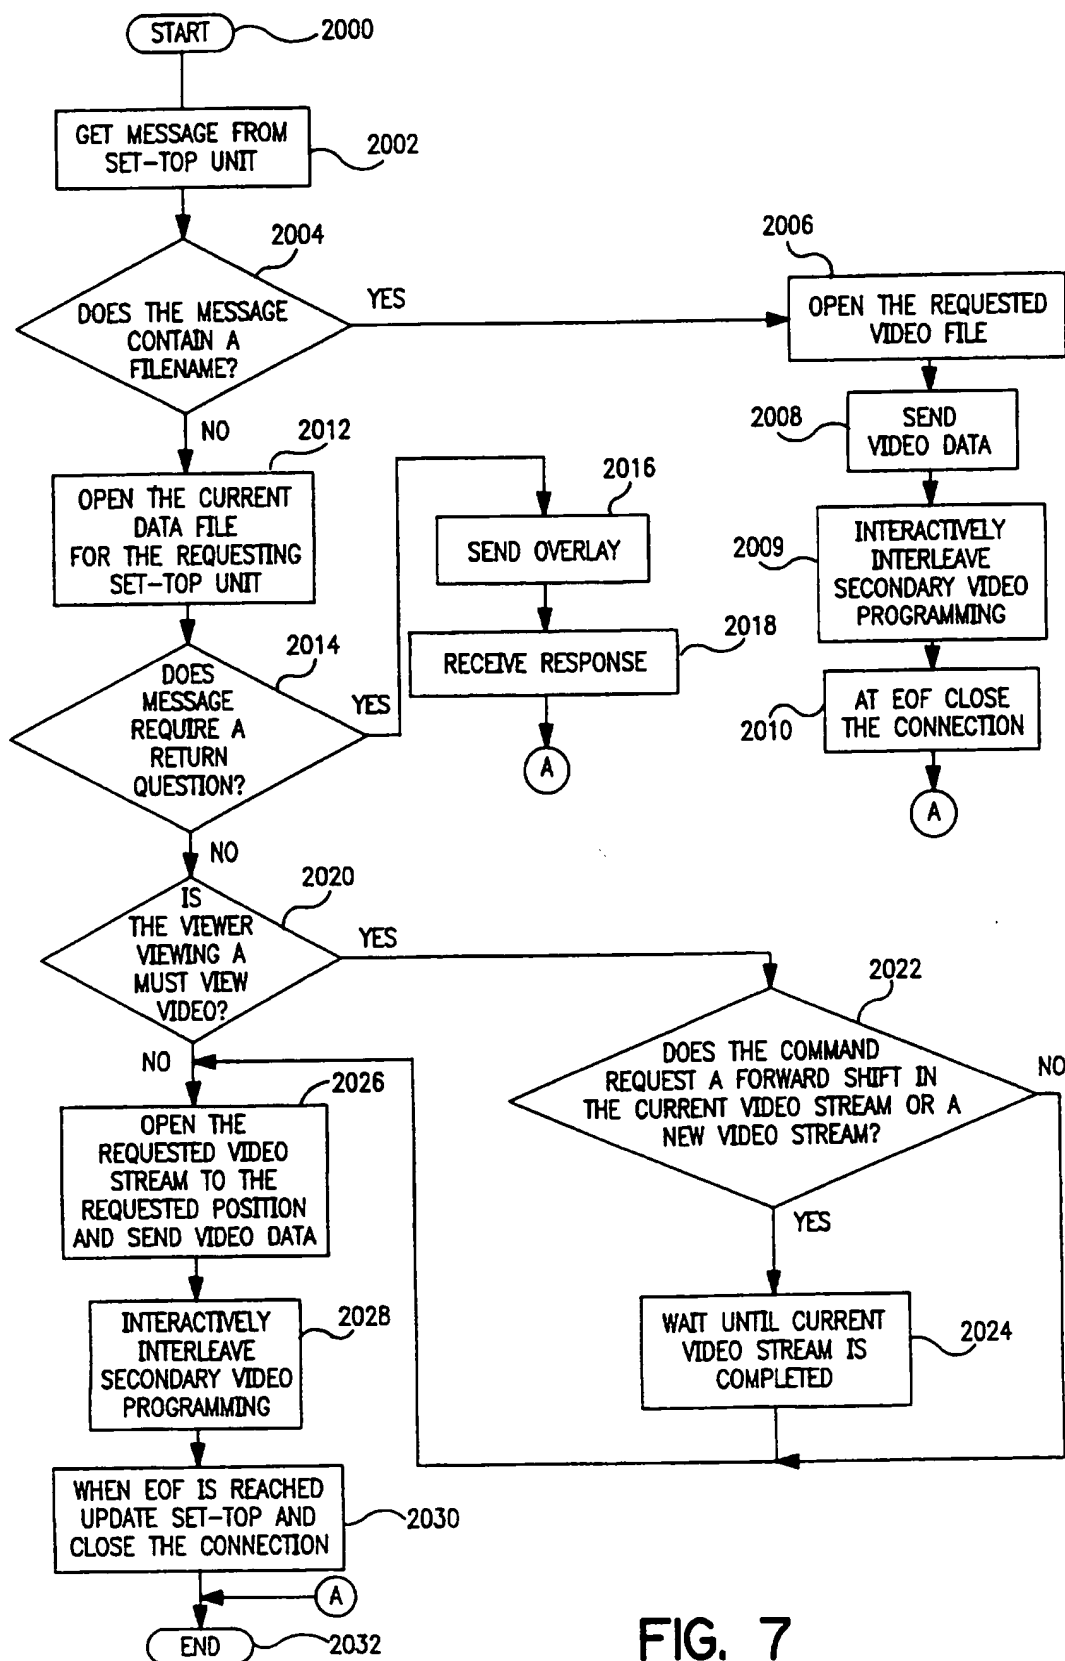 START
2000
GET MESSAGE FROM
SET-TOP UNIT
2002
2004
DOES THE MESSAGE
CONTAIN A
FILENAME?
YES
NO
2006
OPEN THE REQUESTED
VIDEO FILE
2008
SEND
VIDEO DATA
2009
INTERACTIVELY
INTERLEAVE
SECONDARY VIDEO
PROGRAMMING
2010
AT EOF CLOSE
THE CONNECTION
A
2012
OPEN THE CURRENT
DATA FILE
FOR THE REQUESTING
SET-TOP UNIT
2014
DOES
MESSAGE
REQUIRE A
RETURN
QUESTION?
YES
NO
2016
SEND OVERLAY
2018
RECEIVE RESPONSE
A
2020
IS
THE VIEWER
VIEWING A
MUST VIEW
VIDEO?
YES
NO
2022
DOES THE COMMAND
REQUEST A FORWARD SHIFT IN
THE CURRENT VIDEO STREAM OR A
NEW VIDEO STREAM?
NO
YES
2024
WAIT UNTIL CURRENT
VIDEO STREAM IS
COMPLETED
2026
OPEN THE
REQUESTED VIDEO
STREAM TO THE
REQUESTED POSITION
AND SEND VIDEO DATA
2028
INTERACTIVELY
INTERLEAVE
SECONDARY VIDEO
PROGRAMMING
2030
WHEN EOF IS REACHED
UPDATE SET-TOP AND
CLOSE THE CONNECTION
A
END
2032
FIG. 7